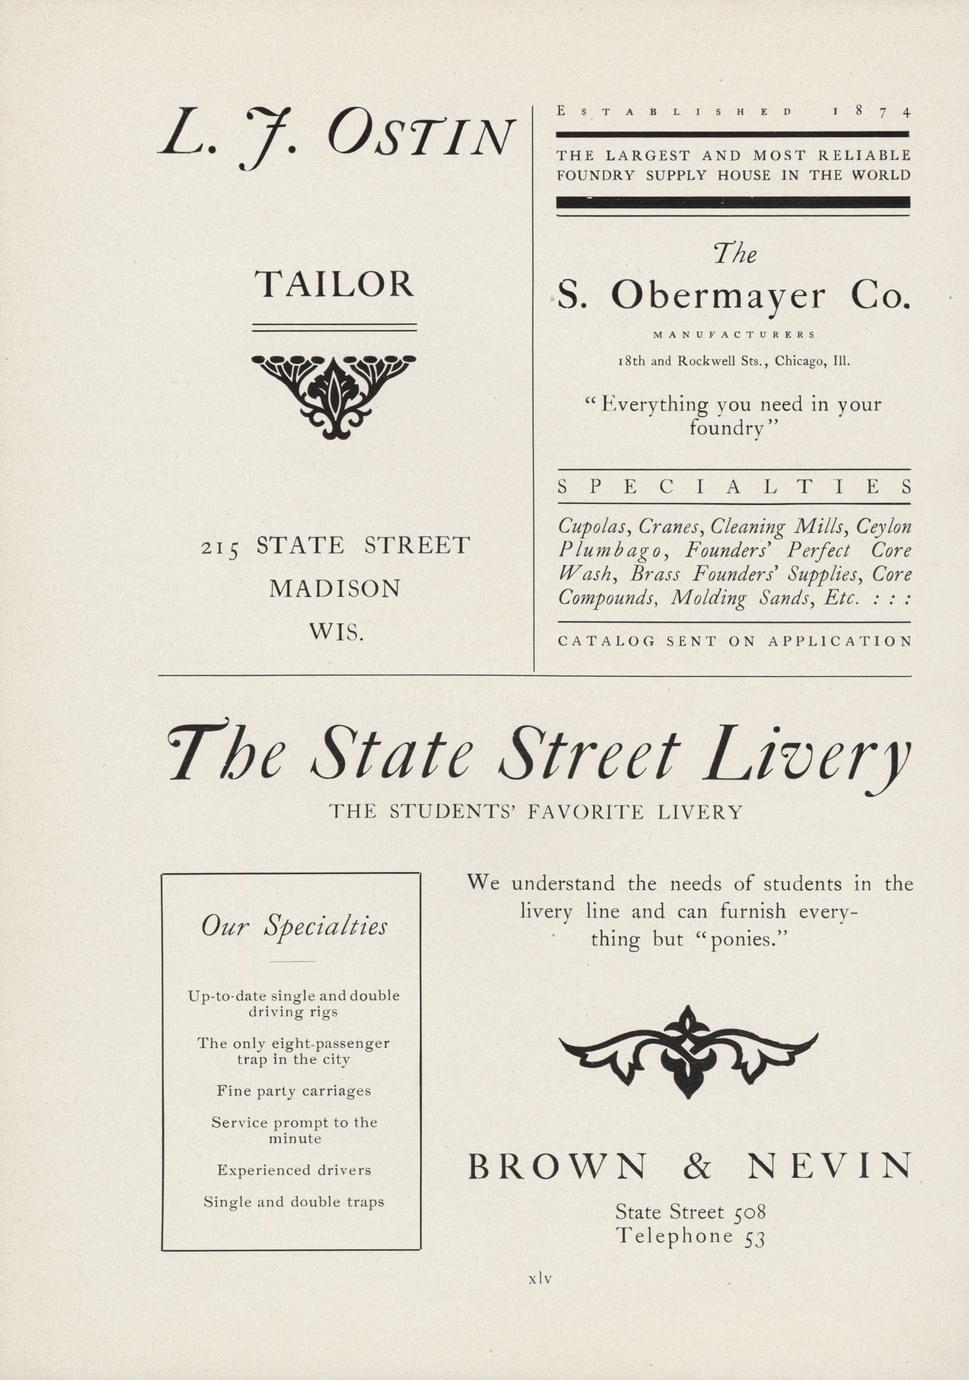 L. J. OSTIN
TAILOR
215 STATE STREET
MADISON
WIS.
ESTABLISHED 1874
THE LARGEST AND MOST RELIABLE
FOUNDRY SUPPLY HOUSE IN THE WORLD
The
S. Obermayer Co.
MANUFACTURERS
18th and Rockwell Sts., Chicago, Ill.
“Everything you need in your
foundry”
SPECIALTIES
Cupolas, Cranes, Cleaning Mills, Ceylon
Plumbago, Founders’ Perfect Core
Wash, Brass Founders’ Supplies, Core
Compounds, Molding Sands, Etc. : : :
CATALOG SENT ON APPLICATION
The State Street Livery
THE STUDENTS’ FAVORITE LIVERY
Our Specialties
Up-to-date single and double
driving rigs
The only eight-passenger
trap in the city
Fine party carriages
Service prompt to the
minute
Experienced drivers
Single and double traps
We understand the needs of students in the
livery line and can furnish every-
thing but “ponies.”
BROWN & NEVIN
State Street 508
Telephone 53
xlv